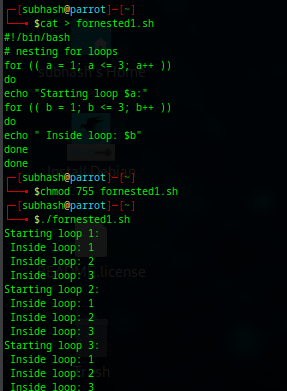 ┌─[subhash@parrot]─[~]
└──╼ $cat > fornested1.sh
#!/bin/bash
# nesting for loops
for (( a = 1; a <= 3; a++ ))
do
echo "Starting loop $a:"
for (( b = 1; b <= 3; b++ ))
do
echo " Inside loop: $b"
done
done
┌─[subhash@parrot]─[~]
└──╼ $chmod 755 fornested1.sh
┌─[subhash@parrot]─[~]
└──╼ $./fornested1.sh
Starting loop 1:
 Inside loop: 1
 Inside loop: 2
 Inside loop: 3
Starting loop 2:
 Inside loop: 1
 Inside loop: 2
 Inside loop: 3
Starting loop 3:
 Inside loop: 1
 Inside loop: 2
 Inside loop: 3